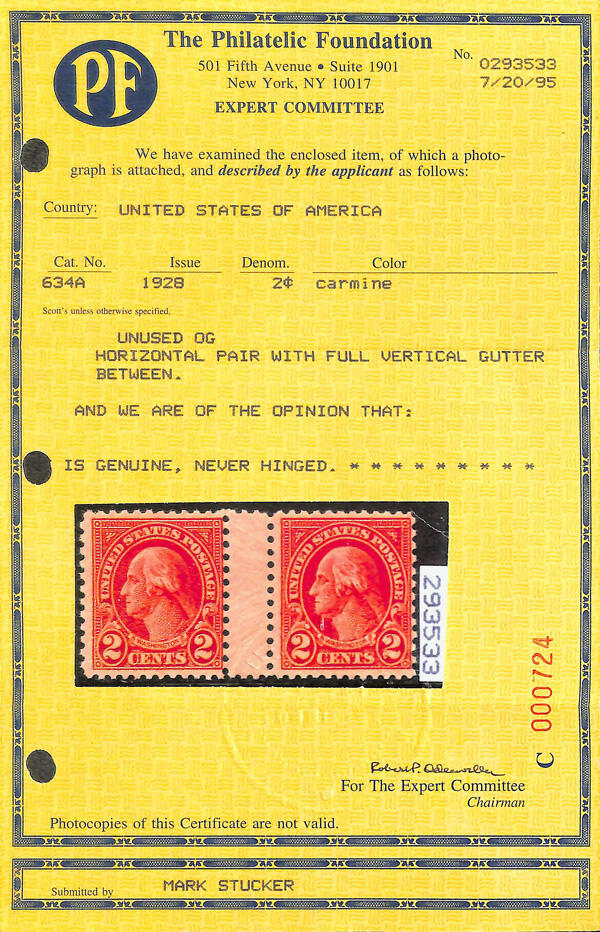 PF
The Philatelic Foundation
501 Fifth Avenue • Suite 1901
New York, NY 10017
EXPERT COMMITTEE
No. 0293533
7/20/95
We have examined the enclosed item, of which a photo-
graph is attached, and described by the applicant as follows:
Country: UNITED STATES OF AMERICA
Cat. No. Issue Denom. Color
634A 1928 2¢ carmine
Scott's unless otherwise specified.
UNUSED OG
HORIZONTAL PAIR WITH FULL VERTICAL GUTTER
BETWEEN.
AND WE ARE OF THE OPINION THAT:
IS GENUINE, NEVER HINGED. * * * * * * * * *
UNITED STATES POSTAGE
WASHINGTON
2 CENTS 2
UNITED STATES POSTAGE
WASHINGTON
2 CENTS 2
293533
C 000724
For The Expert Committee
Chairman
Photocopies of this Certificate are not valid.
Submitted by MARK STUCKER